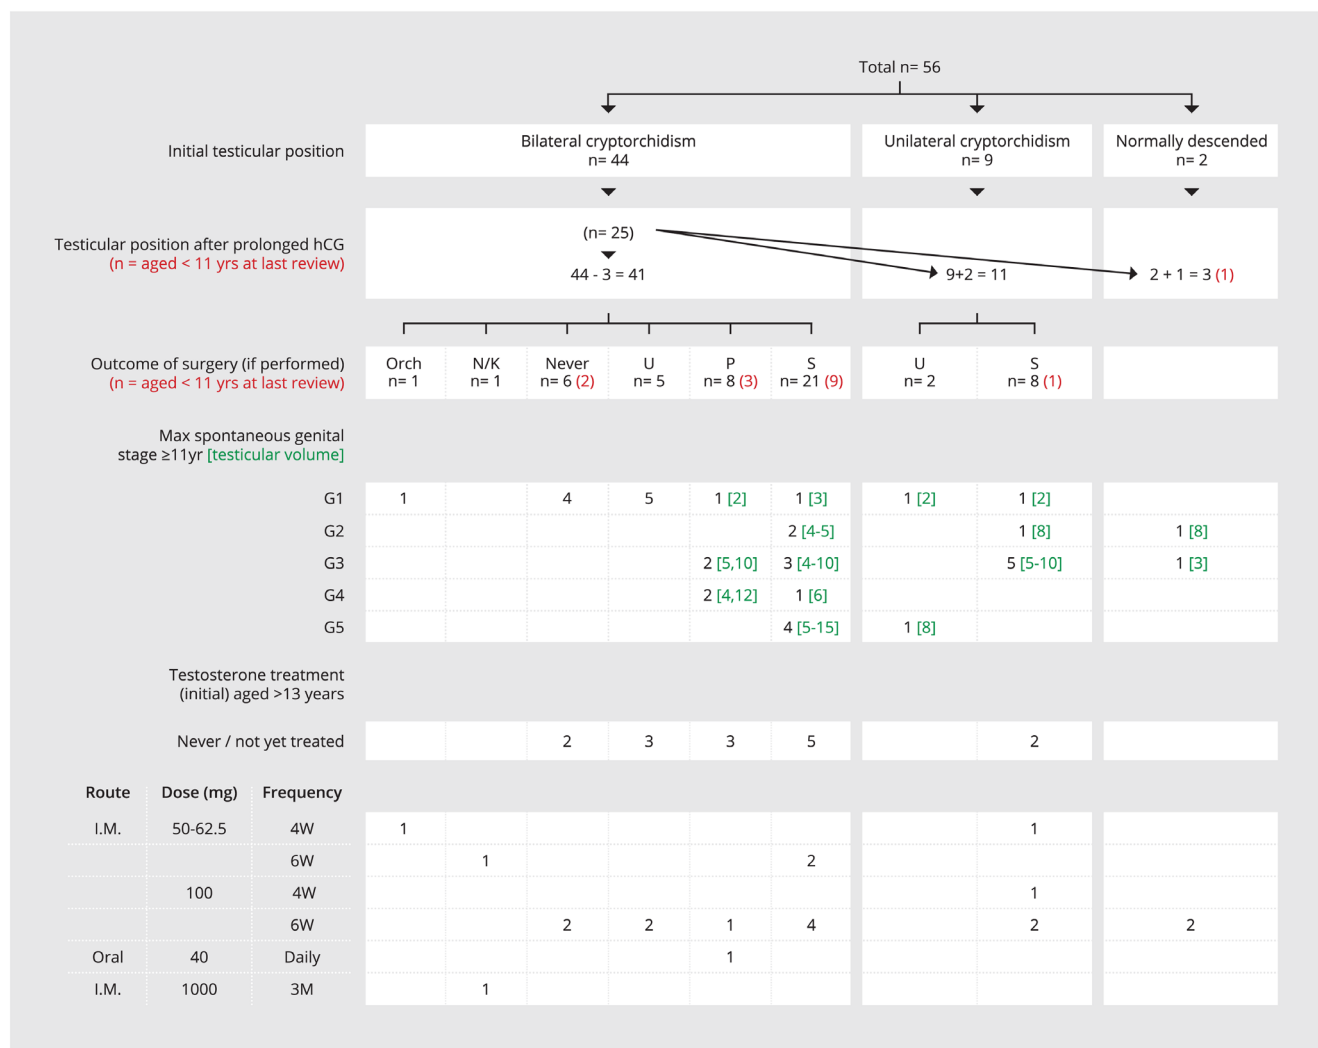 Total n= 56
Initial testicular position
Bilateral cryptorchidism
n= 44
Unilateral cryptorchidism
n= 9
Normally descended
n= 2
Testicular position after prolonged hCG
(n = aged < 11 yrs at last review)
(n= 25)
44 - 3 = 41
9+2 = 11
2 + 1 = 3 (1)
Outcome of surgery (if performed)
(n = aged < 11 yrs at last review)
Orch
n= 1
N/K
n= 1
Never
n= 6 (2)
U
n= 5
P
n= 8 (3)
S
n= 21 (9)
U
n= 2
S
n= 8 (1)
Max spontaneous genital
stage ≥11yr [testicular volume]
G1 1 4 5 1 [2] 1 [3] 1 [2] 1 [2]
G2 2 [4-5] 1 [8] 1 [8]
G3 2 [5,10] 3 [4-10] 5 [5-10] 1 [3]
G4 2 [4,12] 1 [6]
G5 4 [5-15] 1 [8]
Testosterone treatment
(initial) aged >13 years
Never / not yet treated 2 3 3 5 2
Route Dose (mg) Frequency
I.M. 50-62.5 4W 1 1
6W 1 2
100 4W 1
6W 2 2 1 4 2 2
Oral 40 Daily 1
I.M. 1000 3M 1